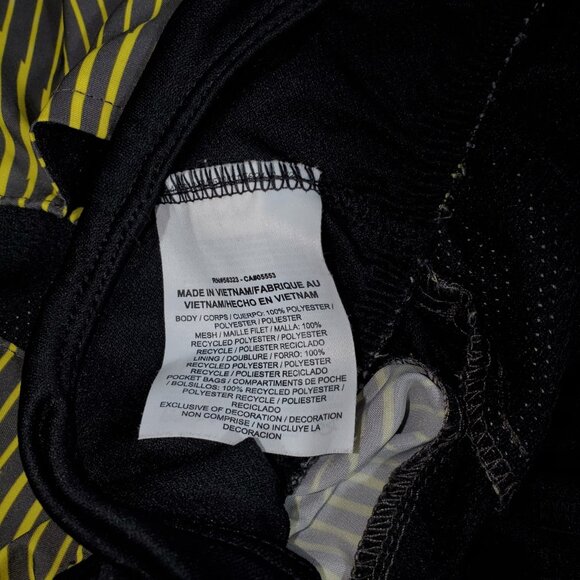 RN#56323 - CA#05553
MADE IN VIETNAM/FABRIQUE AU
VIETNAM/HECHO EN VIETNAM
BODY / CORPS / CUERPO: 100% POLYESTER /
POLYESTER / POLIESTER
MESH / MAILLE FILET / MALLA: 100%
RECYCLED POLYESTER / POLYESTER
RECYCLE / POLIESTER RECICLADO
LINING / DOUBLURE / FORRO: 100%
RECYCLED POLYESTER / POLYESTER
RECYCLE / POLIESTER RECICLADO
POCKET BAGS / COMPARTIMENTS DE POCHE
/ BOLSILLOS: 100% RECYCLED POLYESTER /
POLYESTER RECYCLE / POLIESTER
RECICLADO
EXCLUSIVE OF DECORATION / DECORATION
NON COMPRISE / NO INCLUYE LA
DECORACION